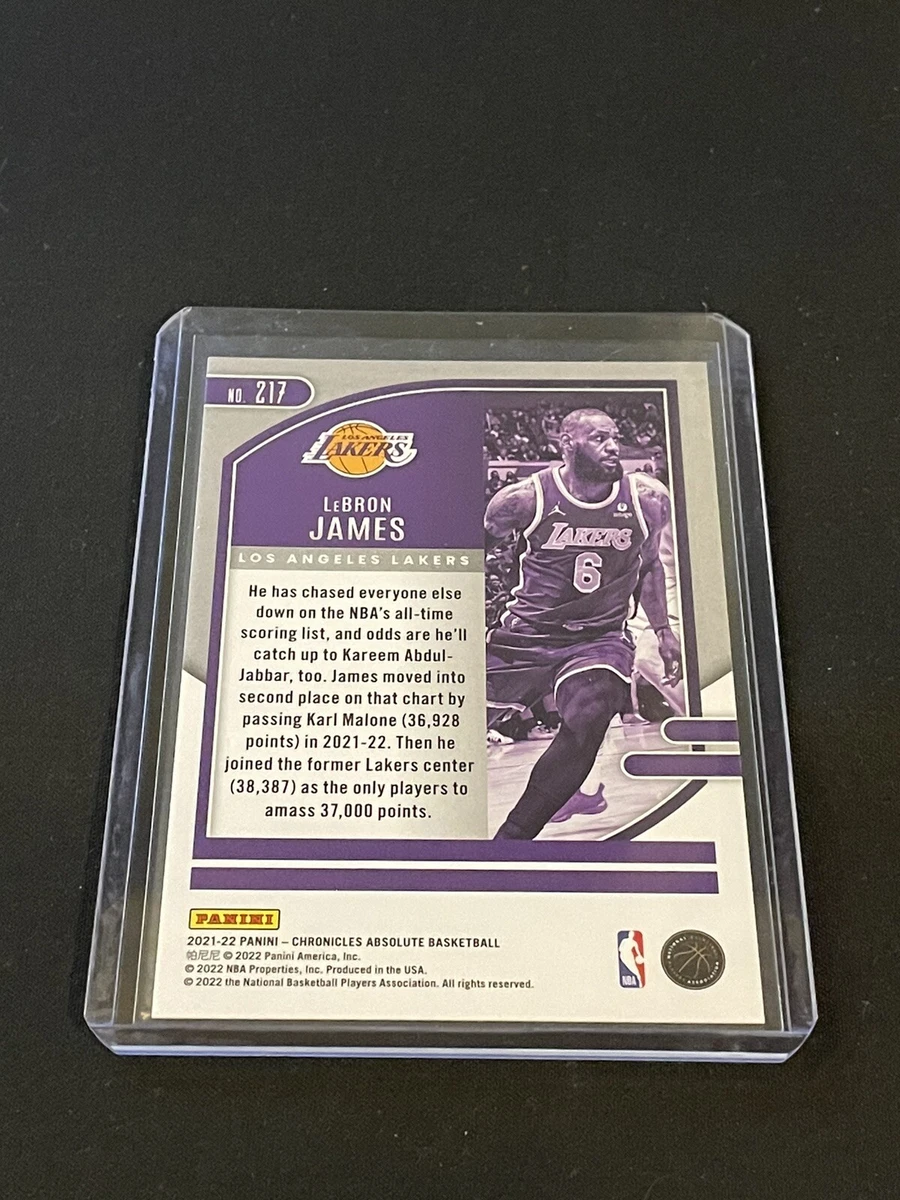 NO. 217
LOS ANGELES
LAKERS
LeBRON
JAMES
LOS ANGELES LAKERS
He has chased everyone else
down on the NBA's all-time
scoring list, and odds are he'll
catch up to Kareem Abdul-
Jabbar, too. James moved into
second place on that chart by
passing Karl Malone (36,928
points) in 2021-22. Then he
joined the former Lakers center
(38,387) as the only players to
amass 37,000 points.
LAKERS
6
PANINI
2021-22 PANINI – CHRONICLES ABSOLUTE BASKETBALL
帕尼尼 © 2022 Panini America, Inc.
© 2022 NBA Properties, Inc. Produced in the USA.
© 2022 the National Basketball Players Association. All rights reserved.
NBA